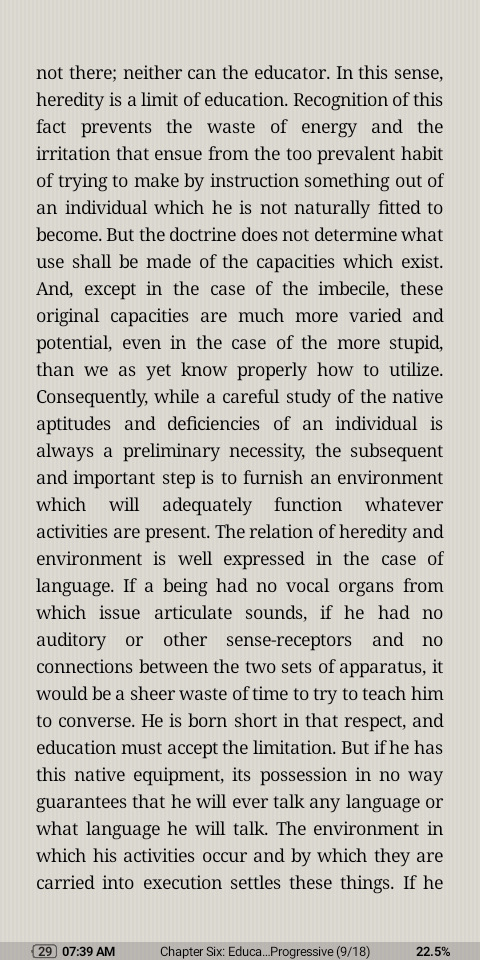 not there; neither can the educator. In this sense,
heredity is a limit of education. Recognition of this
fact prevents the waste of energy and the
irritation that ensue from the too prevalent habit
of trying to make by instruction something out of
an individual which he is not naturally fitted to
become. But the doctrine does not determine what
use shall be made of the capacities which exist.
And, except in the case of the imbecile, these
original capacities are much more varied and
potential, even in the case of the more stupid,
than we as yet know properly how to utilize.
Consequently, while a careful study of the native
aptitudes and deficiencies of an individual is
always a preliminary necessity, the subsequent
and important step is to furnish an environment
which will adequately function whatever
activities are present. The relation of heredity and
environment is well expressed in the case of
language. If a being had no vocal organs from
which issue articulate sounds, if he had no
auditory or other sense-receptors and no
connections between the two sets of apparatus, it
would be a sheer waste of time to try to teach him
to converse. He is born short in that respect, and
education must accept the limitation. But if he has
this native equipment, its possession in no way
guarantees that he will ever talk any language or
what language he will talk. The environment in
which his activities occur and by which they are
carried into execution settles these things. If he
29 07:39 AM Chapter Six: Educa...Progressive (9/18) 22.5%